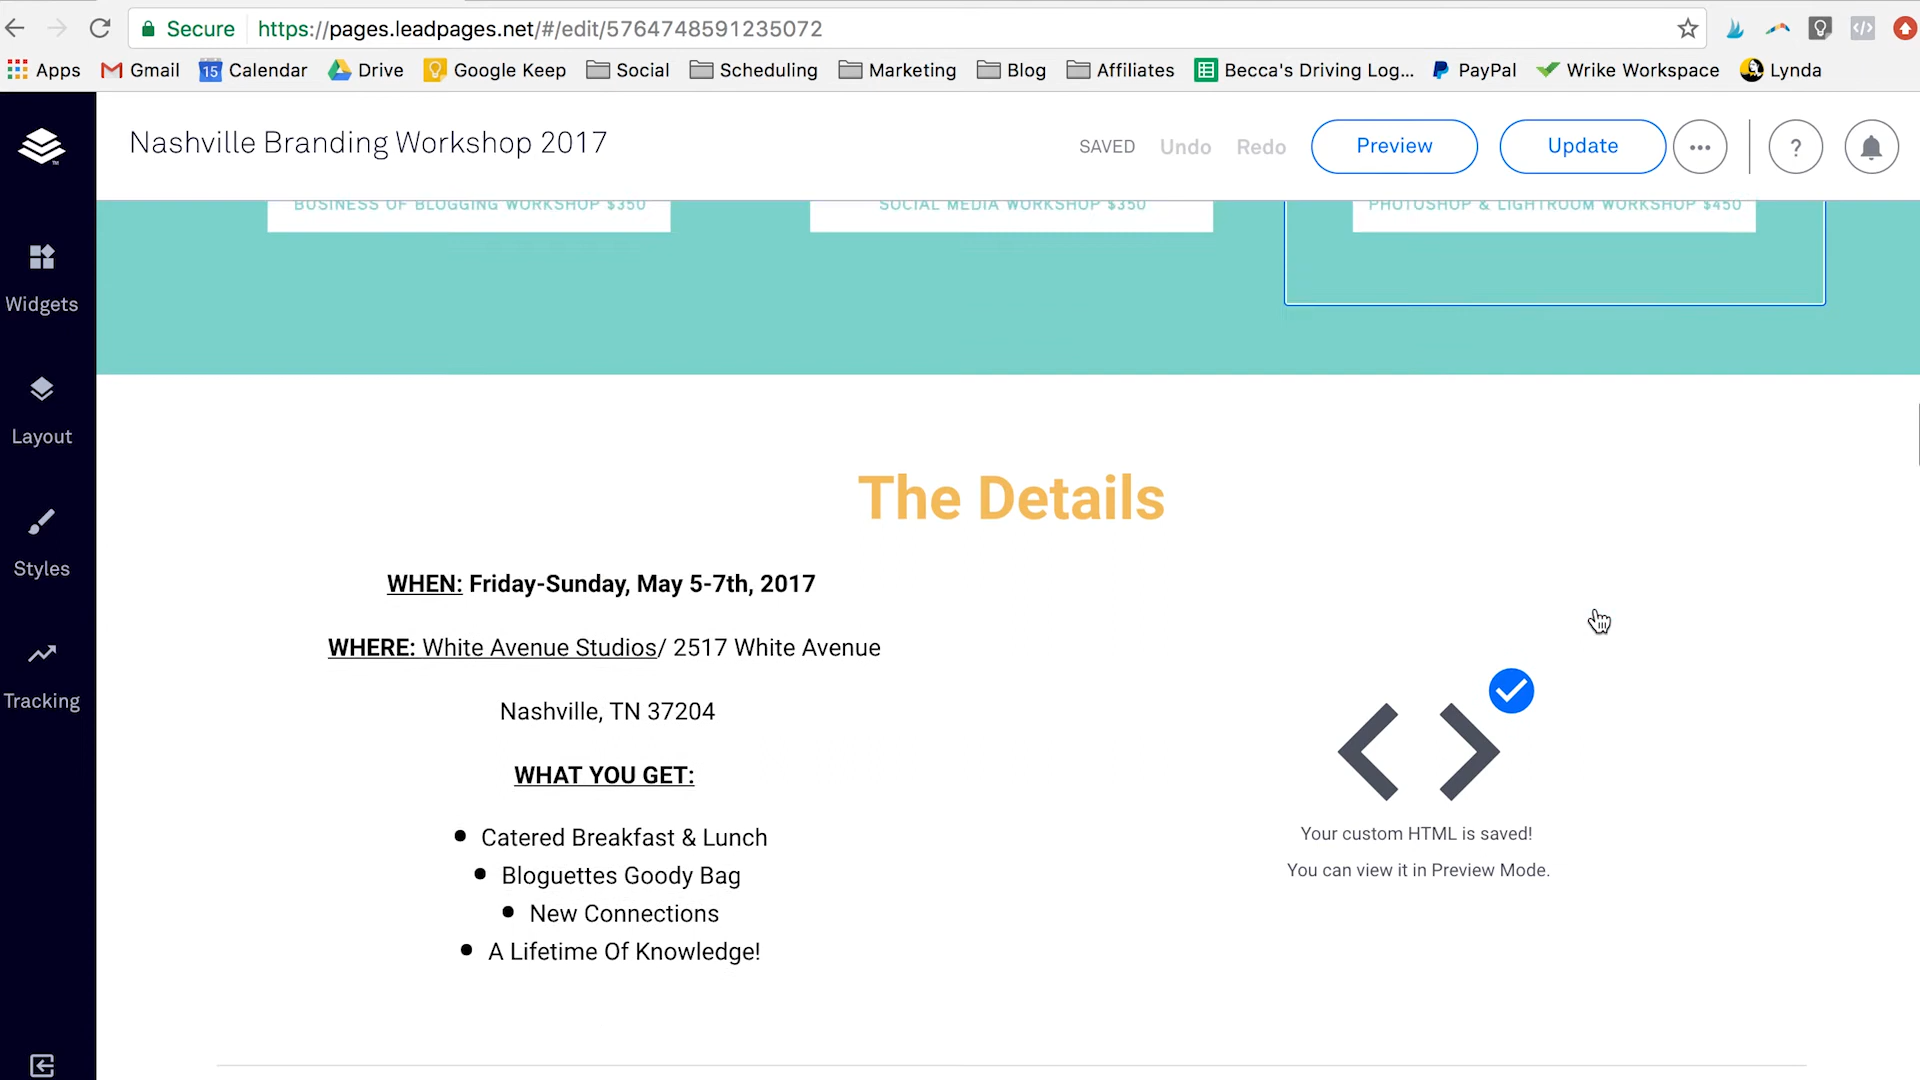 Secure https://pages.leadpages.net/#/edit/5764748591235072
Apps Gmail 15 Calendar Drive Google Keep Social Scheduling Marketing Blog Affiliates Becca's Driving Log... PayPal Wrike Workspace Lynda
Nashville Branding Workshop 2017 SAVED Undo Redo Preview Update ... ?
BUSINESS OF BLOGGING WORKSHOP $350 SOCIAL MEDIA WORKSHOP $350 PHOTOSHOP & LIGHTROOM WORKSHOP $450
Widgets
Layout
Styles
Tracking
The Details
WHEN: Friday-Sunday, May 5-7th, 2017
WHERE: White Avenue Studios/ 2517 White Avenue
Nashville, TN 37204
WHAT YOU GET:
• Catered Breakfast & Lunch
• Bloguettes Goody Bag
• New Connections
• A Lifetime Of Knowledge!
Your custom HTML is saved!
You can view it in Preview Mode.